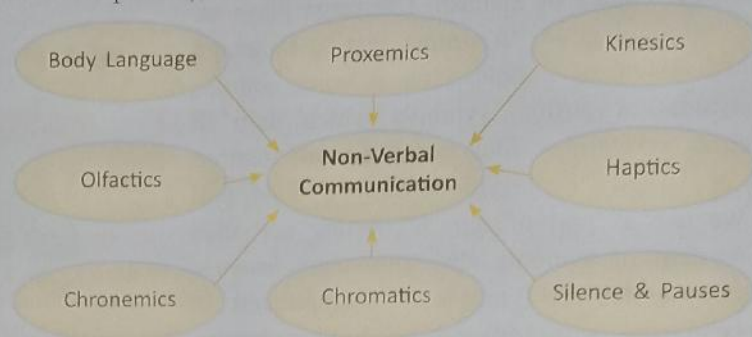 Body Language
Proxemics
Kinesics
Olfactics
Non-Verbal
Communication
Haptics
Chronemics
Chromatics
Silence & Pauses